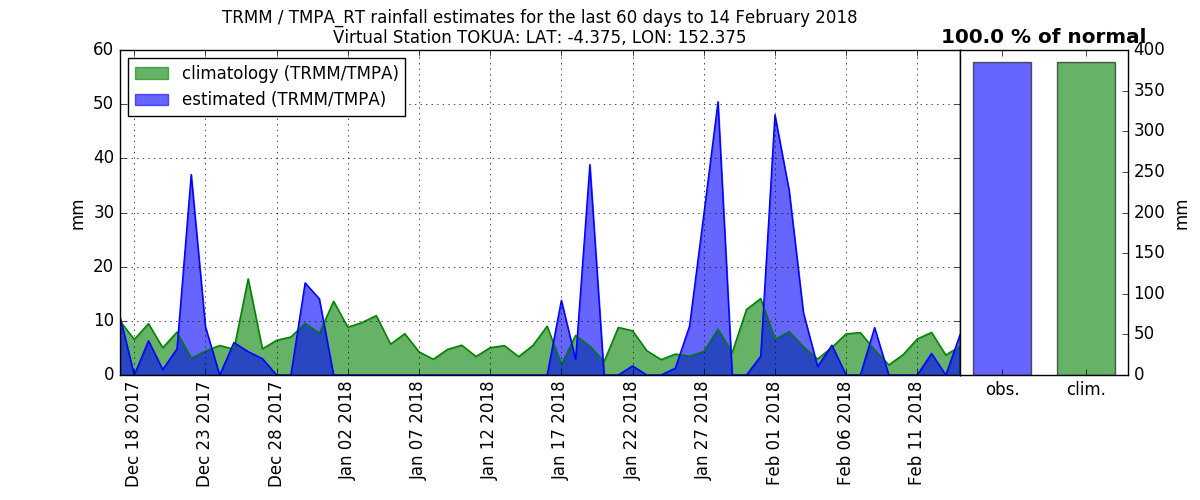 TRMM / TMPA_RT rainfall estimates for the last 60 days to 14 February 2018
Virtual Station TOKUA: LAT: -4.375, LON: 152.375
100.0 % of normal
climatology (TRMM/TMPA)
estimated (TRMM/TMPA)
60
50
40
30
20
10
0
mm
Dec 18 2017
Dec 23 2017
Dec 28 2017
Jan 02 2018
Jan 07 2018
Jan 12 2018
Jan 17 2018
Jan 22 2018
Jan 27 2018
Feb 01 2018
Feb 06 2018
Feb 11 2018
400
350
300
250
200
150
100
50
0
mm
obs.
clim.